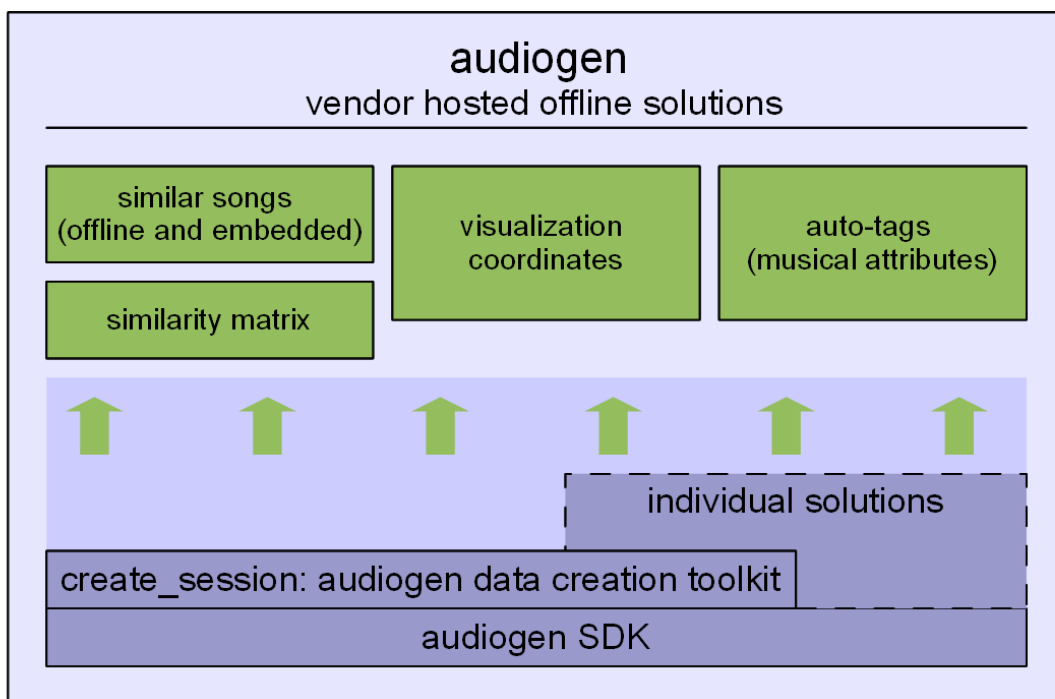 audiogen
vendor hosted offline solutions
similar songs
(offline and embedded)
similarity matrix
visualization
coordinates
auto-tags
(musical attributes)
individual solutions
create_session: audiogen data creation toolkit
audiogen SDK